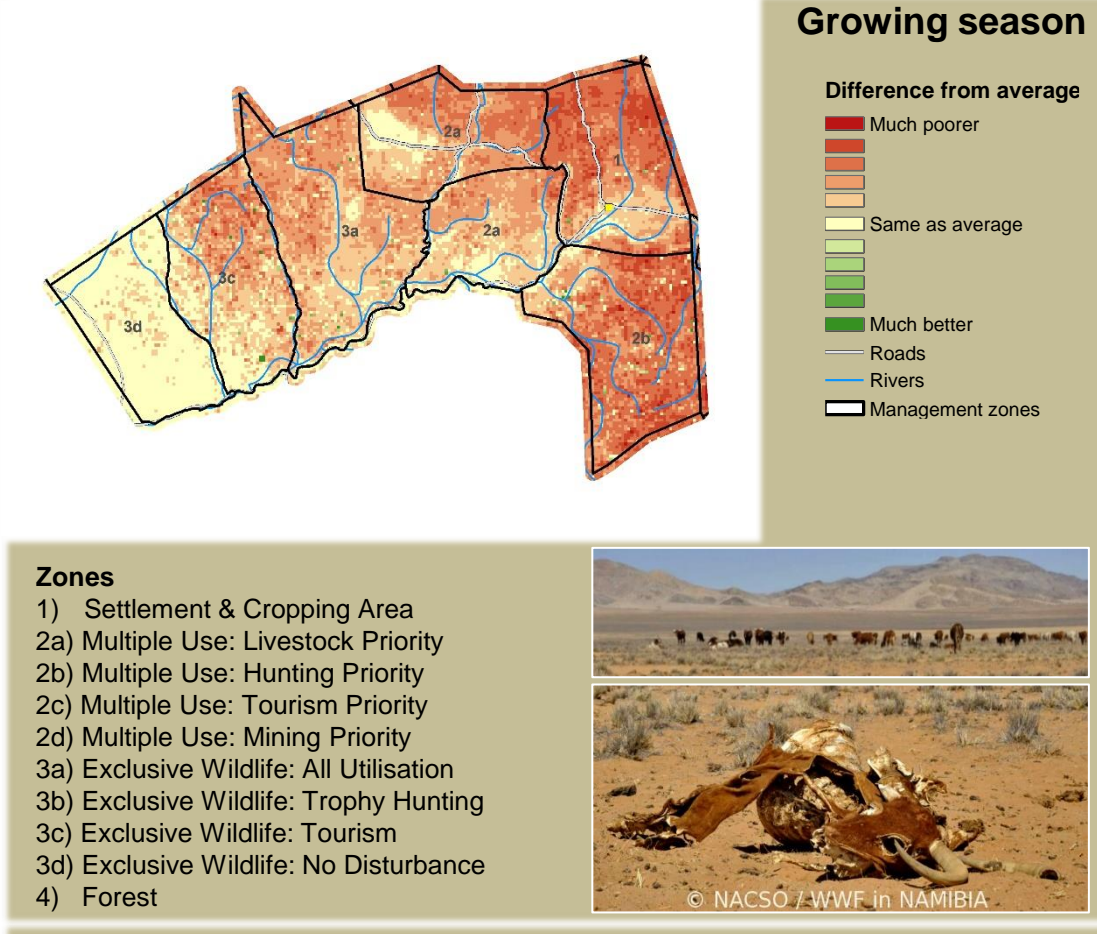 Growing season
Difference from average
Much poorer
Same as average
Much better
Roads
Rivers
Management zones
2a
1
3a
2a
3c
3d
2b
Zones
1) Settlement & Cropping Area
2a) Multiple Use: Livestock Priority
2b) Multiple Use: Hunting Priority
2c) Multiple Use: Tourism Priority
2d) Multiple Use: Mining Priority
3a) Exclusive Wildlife: All Utilisation
3b) Exclusive Wildlife: Trophy Hunting
3c) Exclusive Wildlife: Tourism
3d) Exclusive Wildlife: No Disturbance
4) Forest
© NACSO / WWF in NAMIBIA